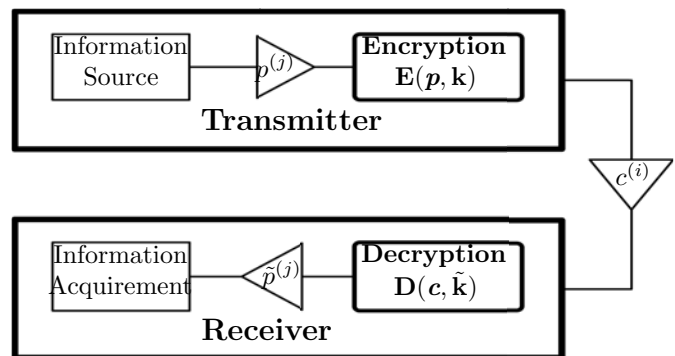 Information
Source
p^{(j)}
Encryption
E(p, k)
Transmitter
c^{(i)}
Information
Acquirement
p̃^{(j)}
Decryption
D(c, k̃)
Receiver